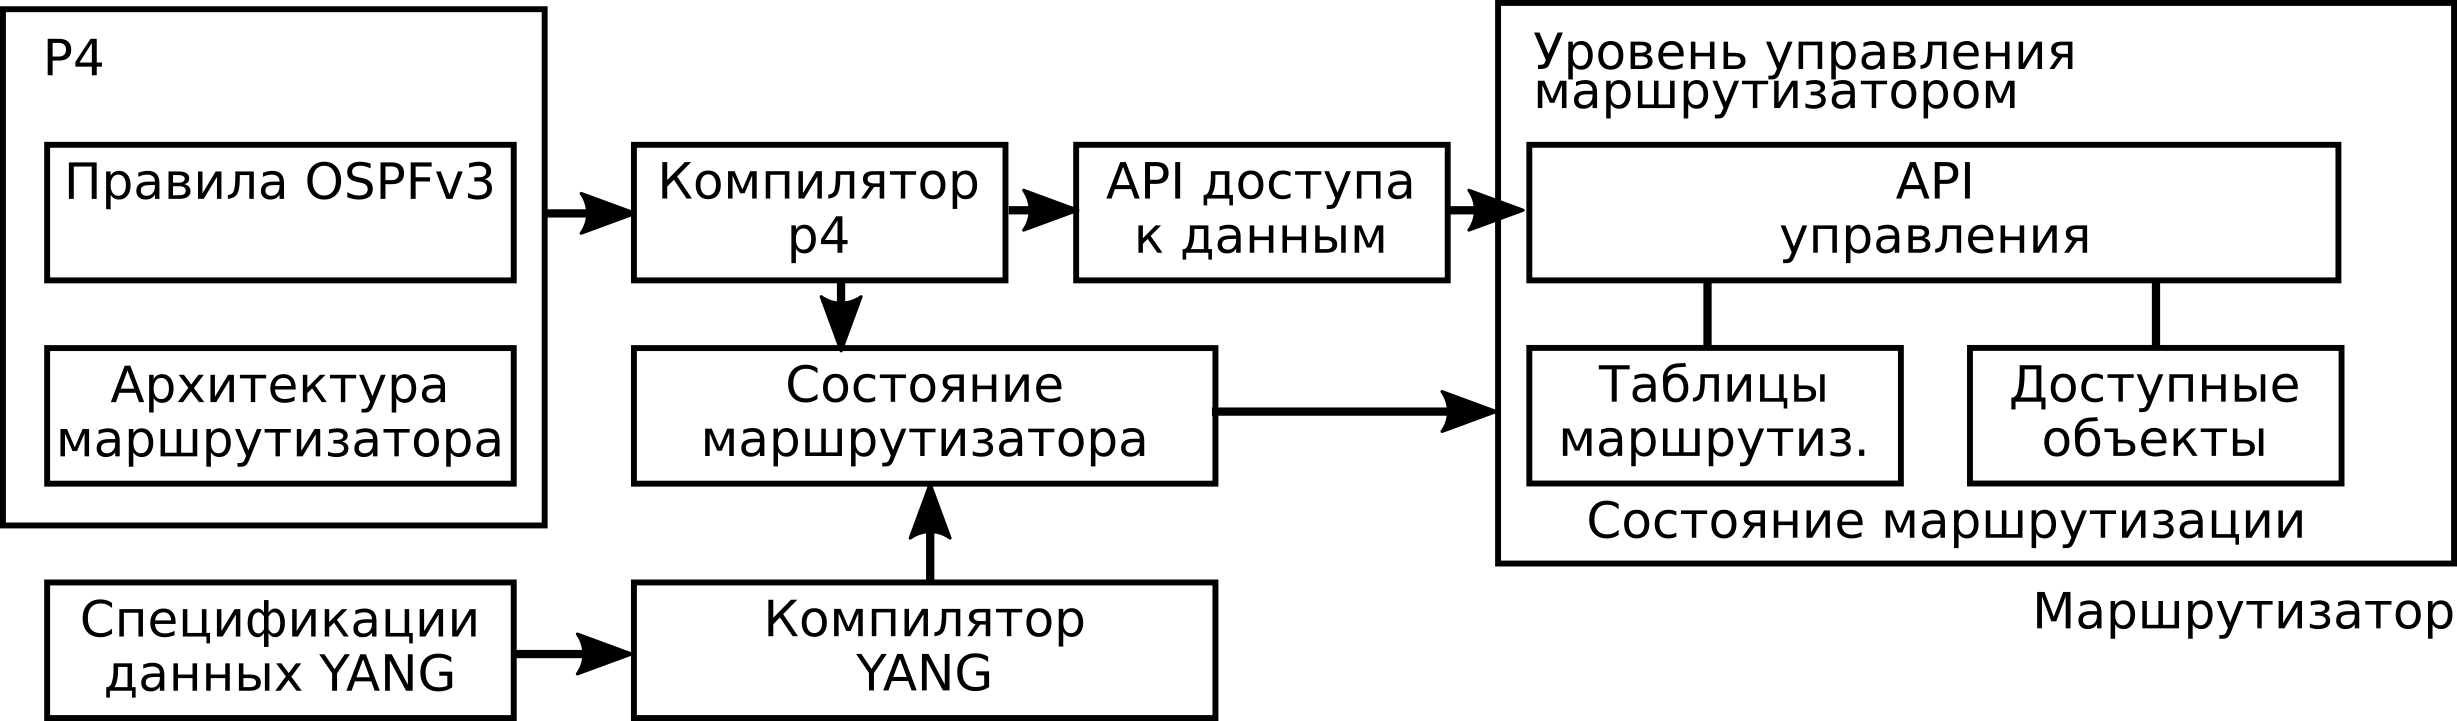 P4
Правила OSPFv3
Архитектура
маршрутизатора
Спецификации
данных YANG
Компилятор
p4
API доступа
к данным
Состояние
маршрутизатора
Компилятор
YANG
Уровень управления
маршрутизатором
API
управления
Таблицы
маршрутиз.
Доступные
объекты
Состояние маршрутизации
Маршрутизатор